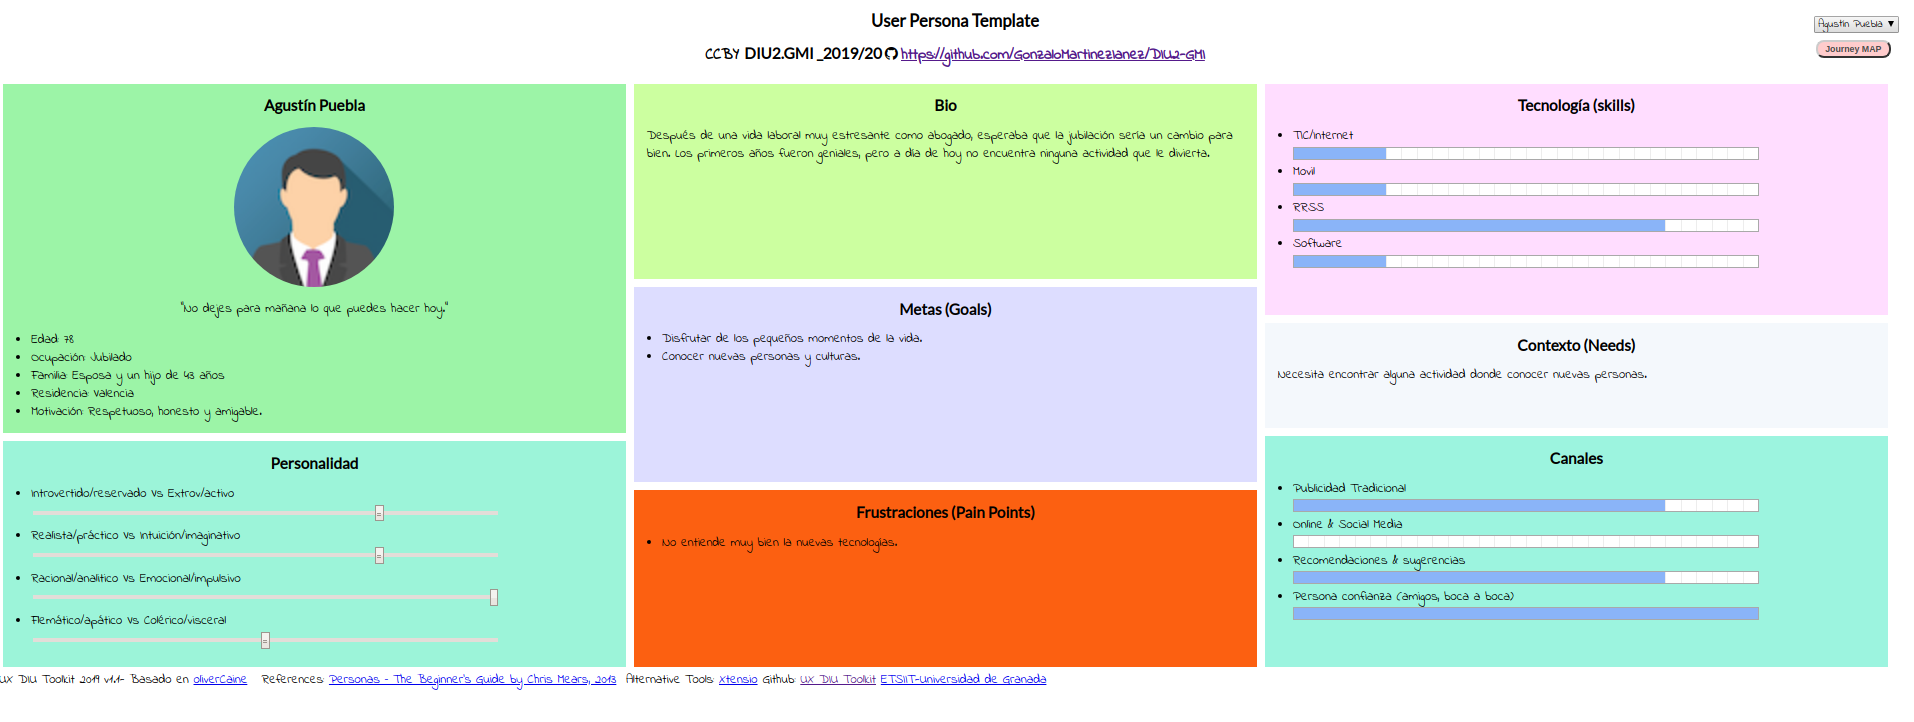 User Persona Template
Agustín Puebla ▼
CCBY DIU2.GMI_2019/20 https://github.com/GonzaloMartinezIanez/DIU2-GMI
Journey MAP
Agustín Puebla
"No dejes para mañana lo que puedes hacer hoy."
Edad: 78
Ocupación: Jubilado
Familia: Esposa y un hijo de 43 años
Residencia: Valencia
Motivación: Respetuoso, honesto y amigable.
Personalidad
Introvertido/reservado Vs Extrov/activo
Realista/práctico Vs Intuición/imaginativo
Racional/analítico Vs Emocional/impulsivo
Flemático/apático Vs Colérico/visceral
Bio
Después de una vida laboral muy estresante como abogado, esperaba que la jubilación sería un cambio para
bien. Los primeros años fueron geniales, pero a día de hoy no encuentra ninguna actividad que le divierta.
Metas (Goals)
Disfrutar de los pequeños momentos de la vida.
Conocer nuevas personas y culturas.
Frustraciones (Pain Points)
No entiende muy bien la nuevas tecnologías.
Tecnología (skills)
TIC/Internet
Movil
RRSS
Software
Contexto (Needs)
Necesita encontrar alguna actividad donde conocer nuevas personas.
Canales
Publicidad Tradicional
Online & Social Media
Recomendaciones & sugerencias
Persona confianza (amigos, boca a boca)
UX DIU Toolkit 2019 v1.1- Basado en oliverCaine References: Personas - The Beginner's Guide by Chris Mears, 2013 Alternative Tools: Xtensio Github: UX DIU Toolkit ETSIIT-Universidad de Granada